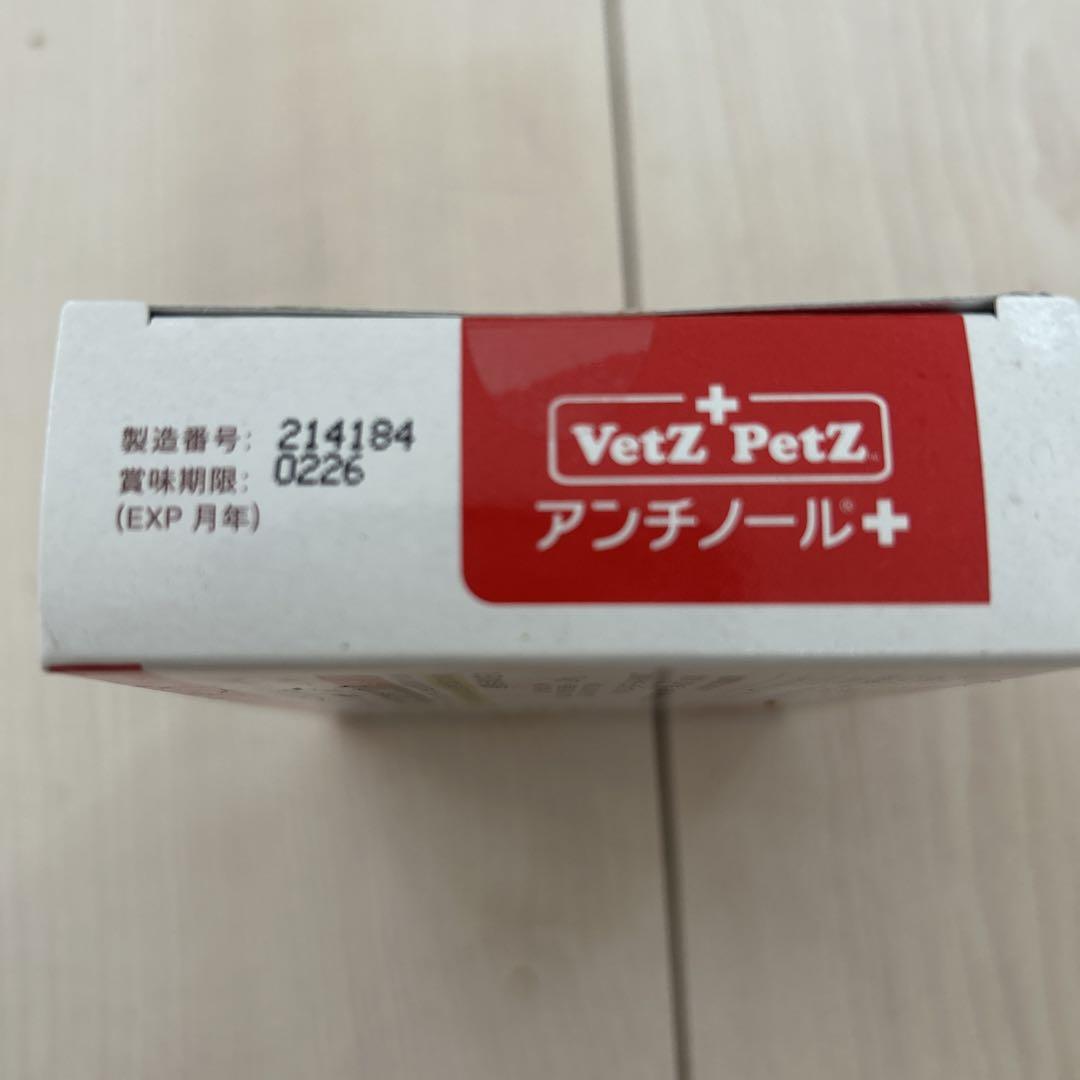 製造番号: 214184
賞味期限: 0226
(EXP 月年)
VetZ PetZ
アンチノール®+